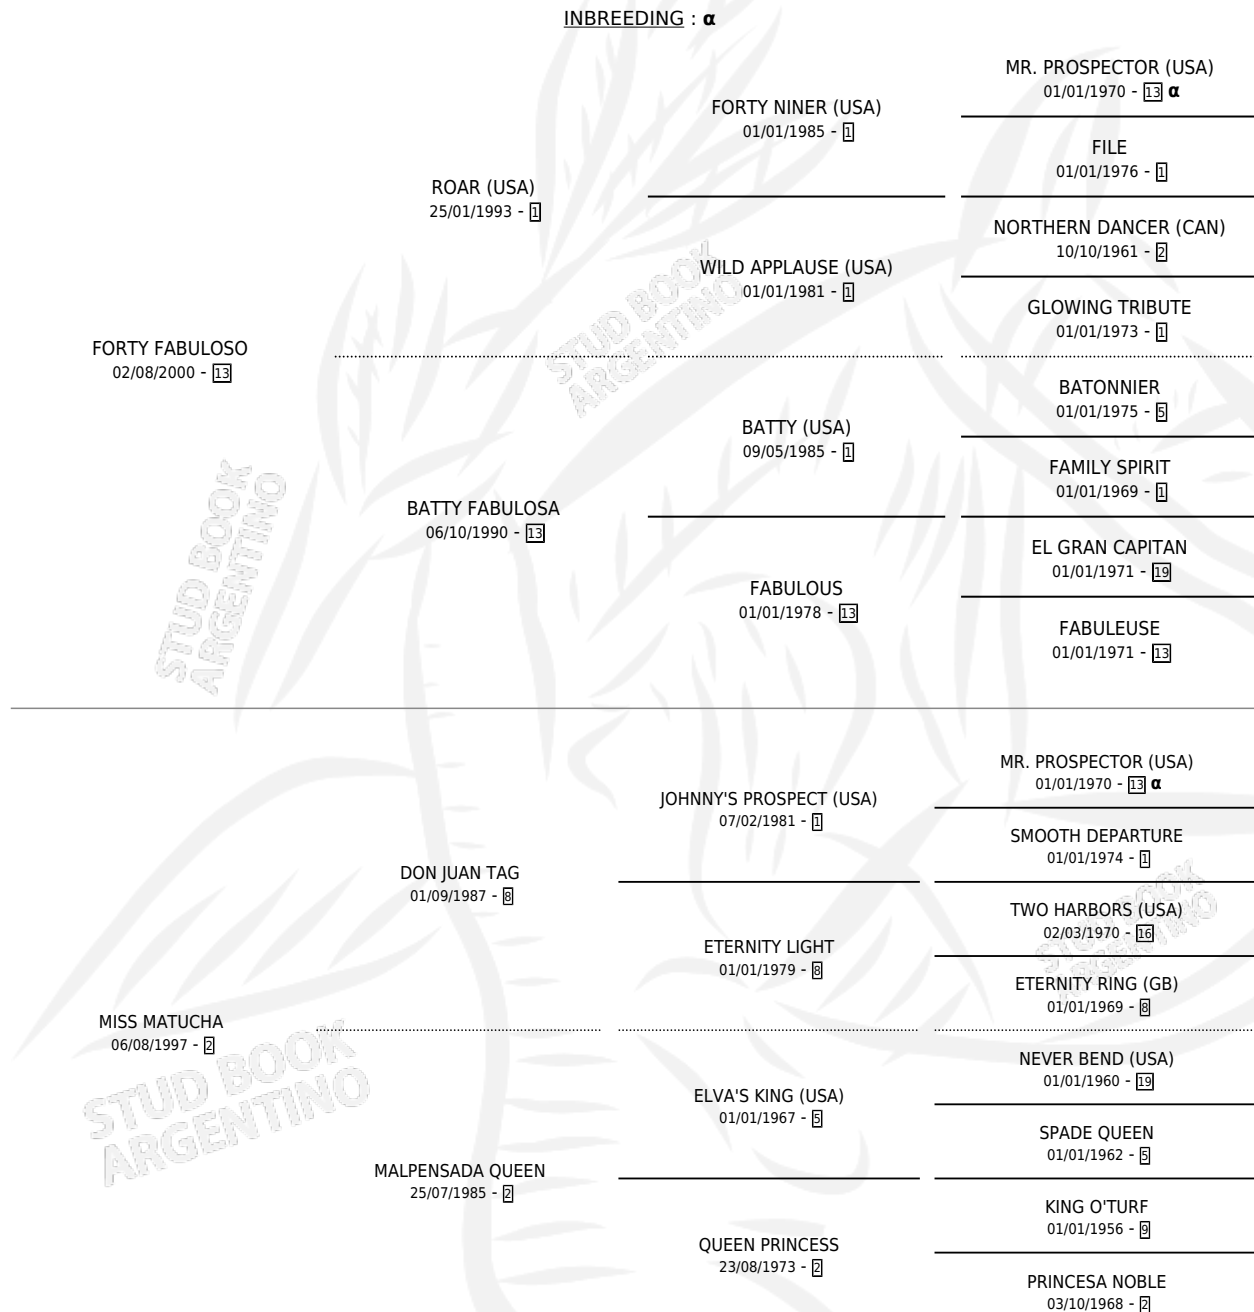 INBREEDING : α
MR. PROSPECTOR (USA)
01/01/1970 - 13 α
FORTY NINER (USA)
01/01/1985 - 1
FILE
01/01/1976 - 1
ROAR (USA)
25/01/1993 - 1
NORTHERN DANCER (CAN)
10/10/1961 - 2
WILD APPLAUSE (USA)
01/01/1981 - 1
GLOWING TRIBUTE
01/01/1973 - 1
FORTY FABULOSO
02/08/2000 - 13
BATONNIER
01/01/1975 - 5
BATTY (USA)
09/05/1985 - 1
FAMILY SPIRIT
01/01/1969 - 1
BATTY FABULOSA
06/10/1990 - 13
EL GRAN CAPITAN
01/01/1971 - 19
FABULOUS
01/01/1978 - 13
FABULEUSE
01/01/1971 - 13
MR. PROSPECTOR (USA)
01/01/1970 - 13 α
JOHNNY'S PROSPECT (USA)
07/02/1981 - 1
SMOOTH DEPARTURE
01/01/1974 - 1
DON JUAN TAG
01/09/1987 - 8
TWO HARBORS (USA)
02/03/1970 - 16
ETERNITY LIGHT
01/01/1979 - 8
ETERNITY RING (GB)
01/01/1969 - 8
MISS MATUCHA
06/08/1997 - 2
NEVER BEND (USA)
01/01/1960 - 19
ELVA'S KING (USA)
01/01/1967 - 5
SPADE QUEEN
01/01/1962 - 5
MALPENSADA QUEEN
25/07/1985 - 2
KING O'TURF
01/01/1956 - 9
QUEEN PRINCESS
23/08/1973 - 2
PRINCESA NOBLE
03/10/1968 - 2
STUD BOOK
ARGENTINO
STUD BOOK
ARGENTINO
STUD BOOK
ARGENTINO
STUD BOOK
ARGENTINO